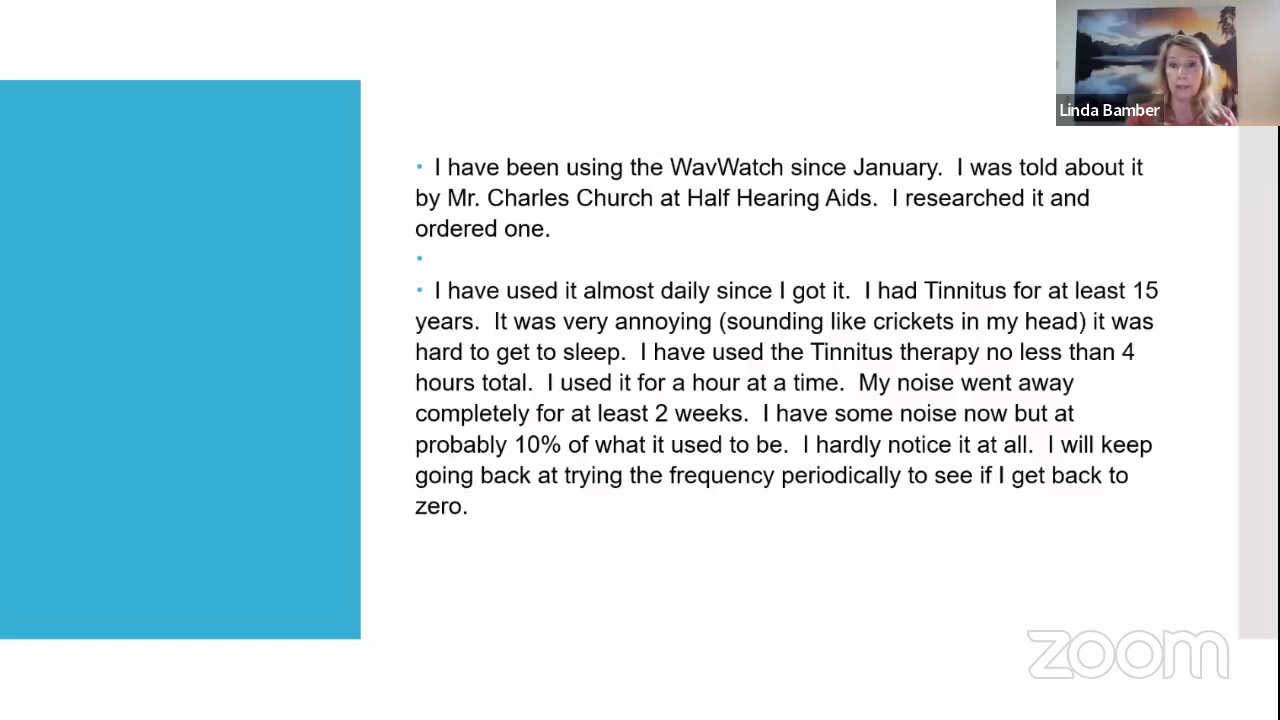 Linda Bamber
• I have been using the WavWatch since January.  I was told about it
by Mr. Charles Church at Half Hearing Aids.  I researched it and
ordered one.
•
• I have used it almost daily since I got it.  I had Tinnitus for at least 15
years.  It was very annoying (sounding like crickets in my head) it was
hard to get to sleep.  I have used the Tinnitus therapy no less than 4
hours total.  I used it for a hour at a time.  My noise went away
completely for at least 2 weeks.  I have some noise now but at
probably 10% of what it used to be.  I hardly notice it at all.  I will keep
going back at trying the frequency periodically to see if I get back to
zero.
zoom